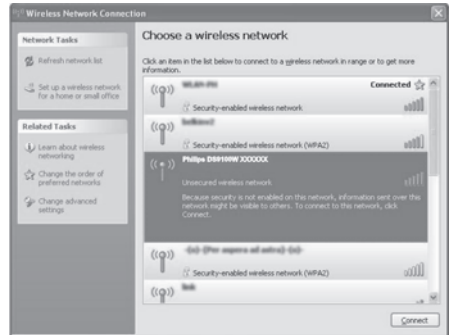 Wireless Network Connection
Network Tasks
Refresh network list
Set up a wireless network
for a home or small office
Related Tasks
Learn about wireless
networking
Change the order of
preferred networks
Change advanced
settings
Choose a wireless network
Click an item in the list below to connect to a wireless network in range or to get more
information.
Connected
Security-enabled wireless network
Security-enabled wireless network (WPA2)
Philips XXXXXX
Unsecured wireless network
Because security is not enabled on this network, information sent over this
network might be visible to others. To connect to this network, click
Connect.
Security-enabled wireless network (WPA2)
Connect